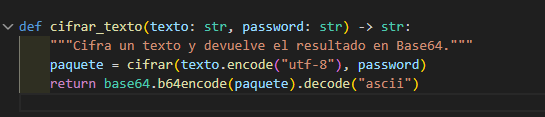 def cifrar_texto(texto: str, password: str) -> str:
    """Cifra un texto y devuelve el resultado en Base64."""
    paquete = cifrar(texto.encode("utf-8"), password)
    return base64.b64encode(paquete).decode("ascii")